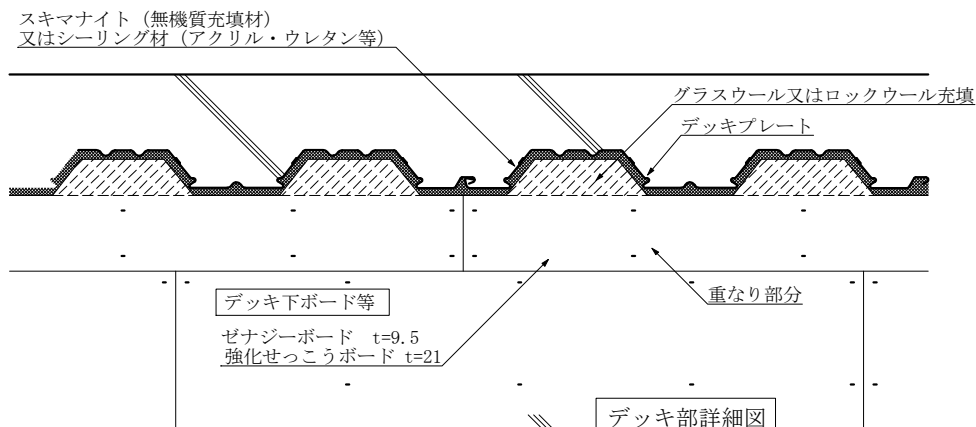 スキマナイト (無機質充填材)
又はシーリング材 (アクリル・ウレタン等)
グラスウール又はロックウール充填
デッキプレート
重なり部分
デッキ下ボード等
ゼナジーボード t=9.5
強化せっこうボード t=21
デッキ部詳細図